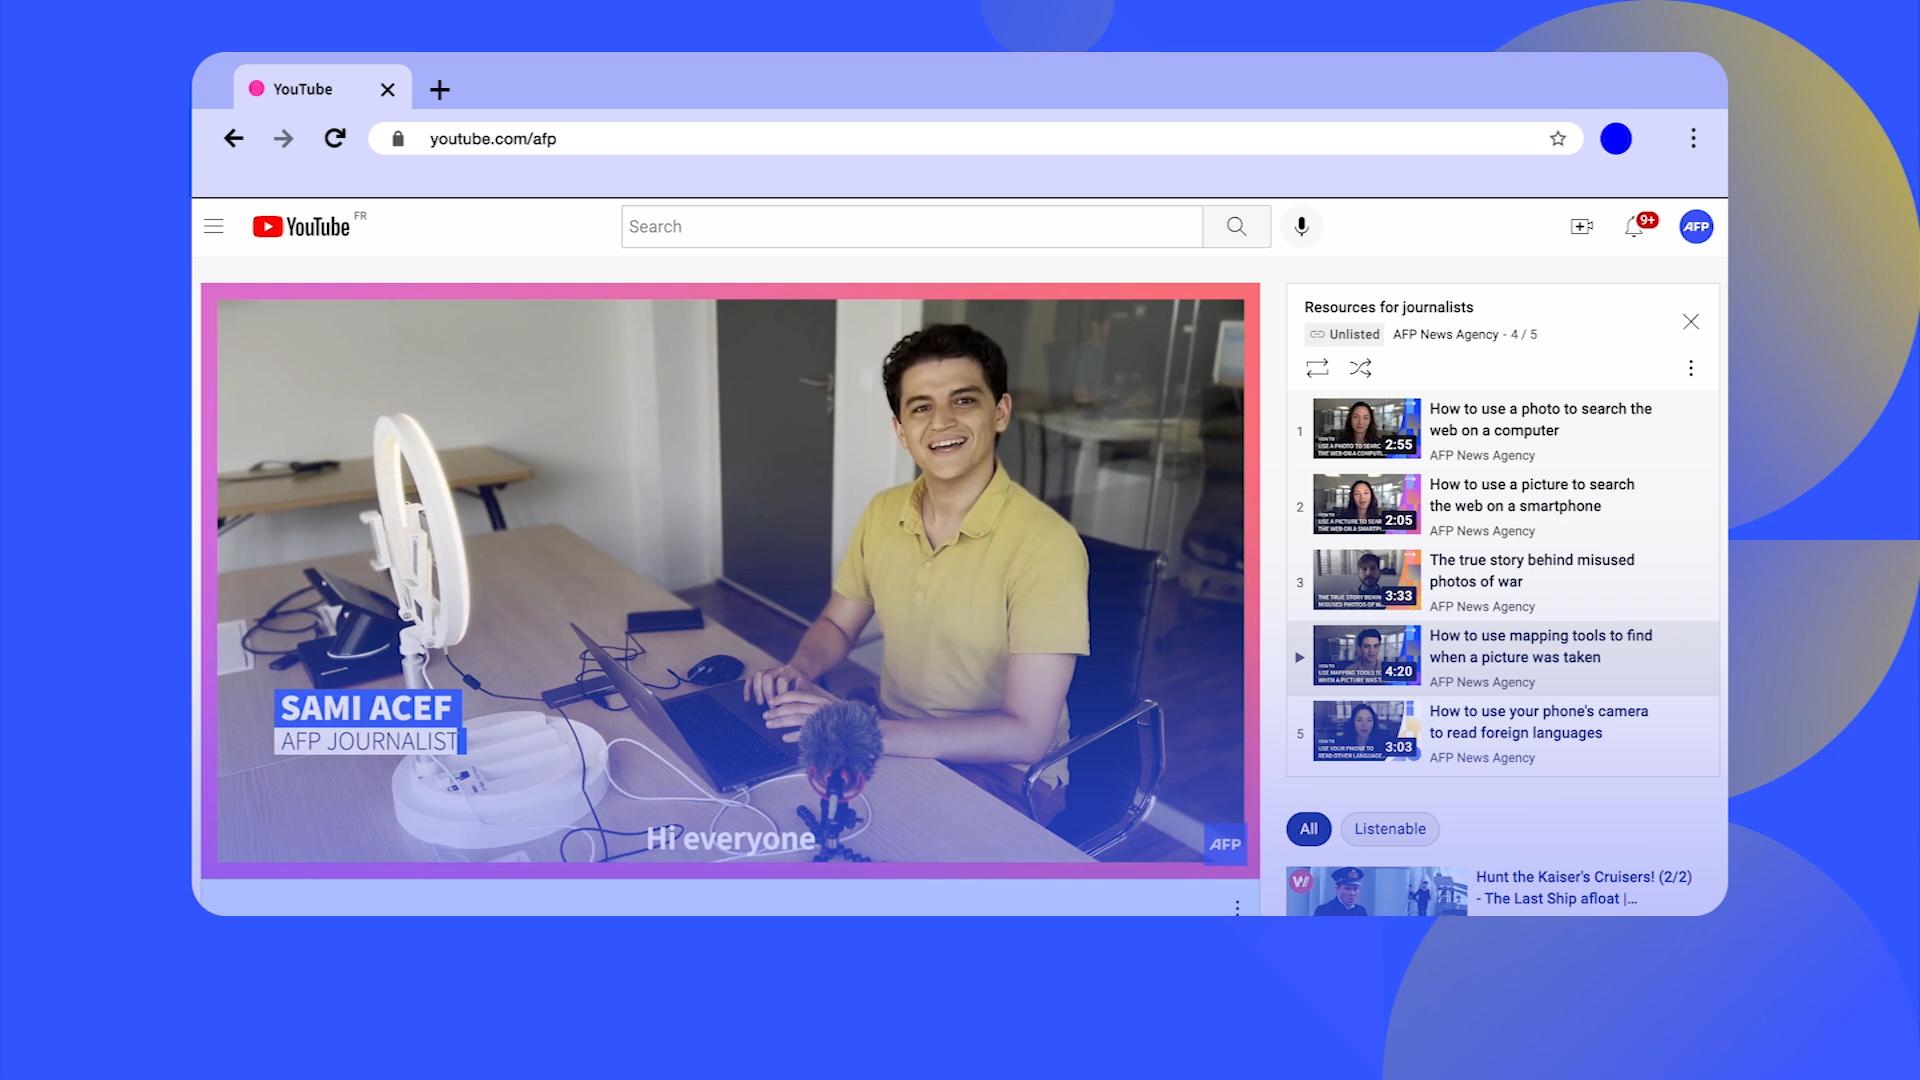 YouTube
youtube.com/afp
YouTube FR
Search
9+
AFP
SAMI ACEF
AFP JOURNALIST
Hi everyone
AFP
Resources for journalists
Unlisted AFP News Agency - 4 / 5
1
2:55
How to use a photo to search the
web on a computer
AFP News Agency
2
2:05
How to use a picture to search
the web on a smartphone
AFP News Agency
3
3:33
The true story behind misused
photos of war
AFP News Agency
4:20
How to use mapping tools to find
when a picture was taken
AFP News Agency
5
3:03
How to use your phone's camera
to read foreign languages
AFP News Agency
All Listenable
Hunt the Kaiser's Cruisers! (2/2)
- The Last Ship afloat |...